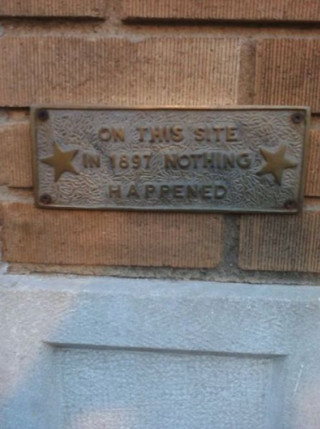 ON THIS SITE
IN 1897 NOTHING
HAPPENED